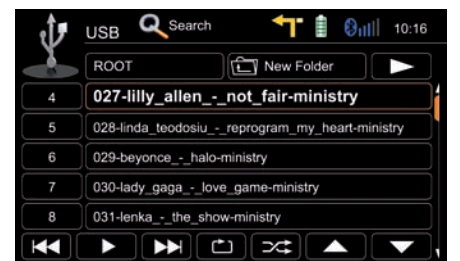 USB Search 10:16
ROOT New Folder
4 027-lilly_allen_-_not_fair-ministry
5 028-linda_teodosiu_-_reprogram_my_heart-ministry
6 029-beyonce_-_halo-ministry
7 030-lady_gaga_-_love_game-ministry
8 031-lenka_-_the_show-ministry